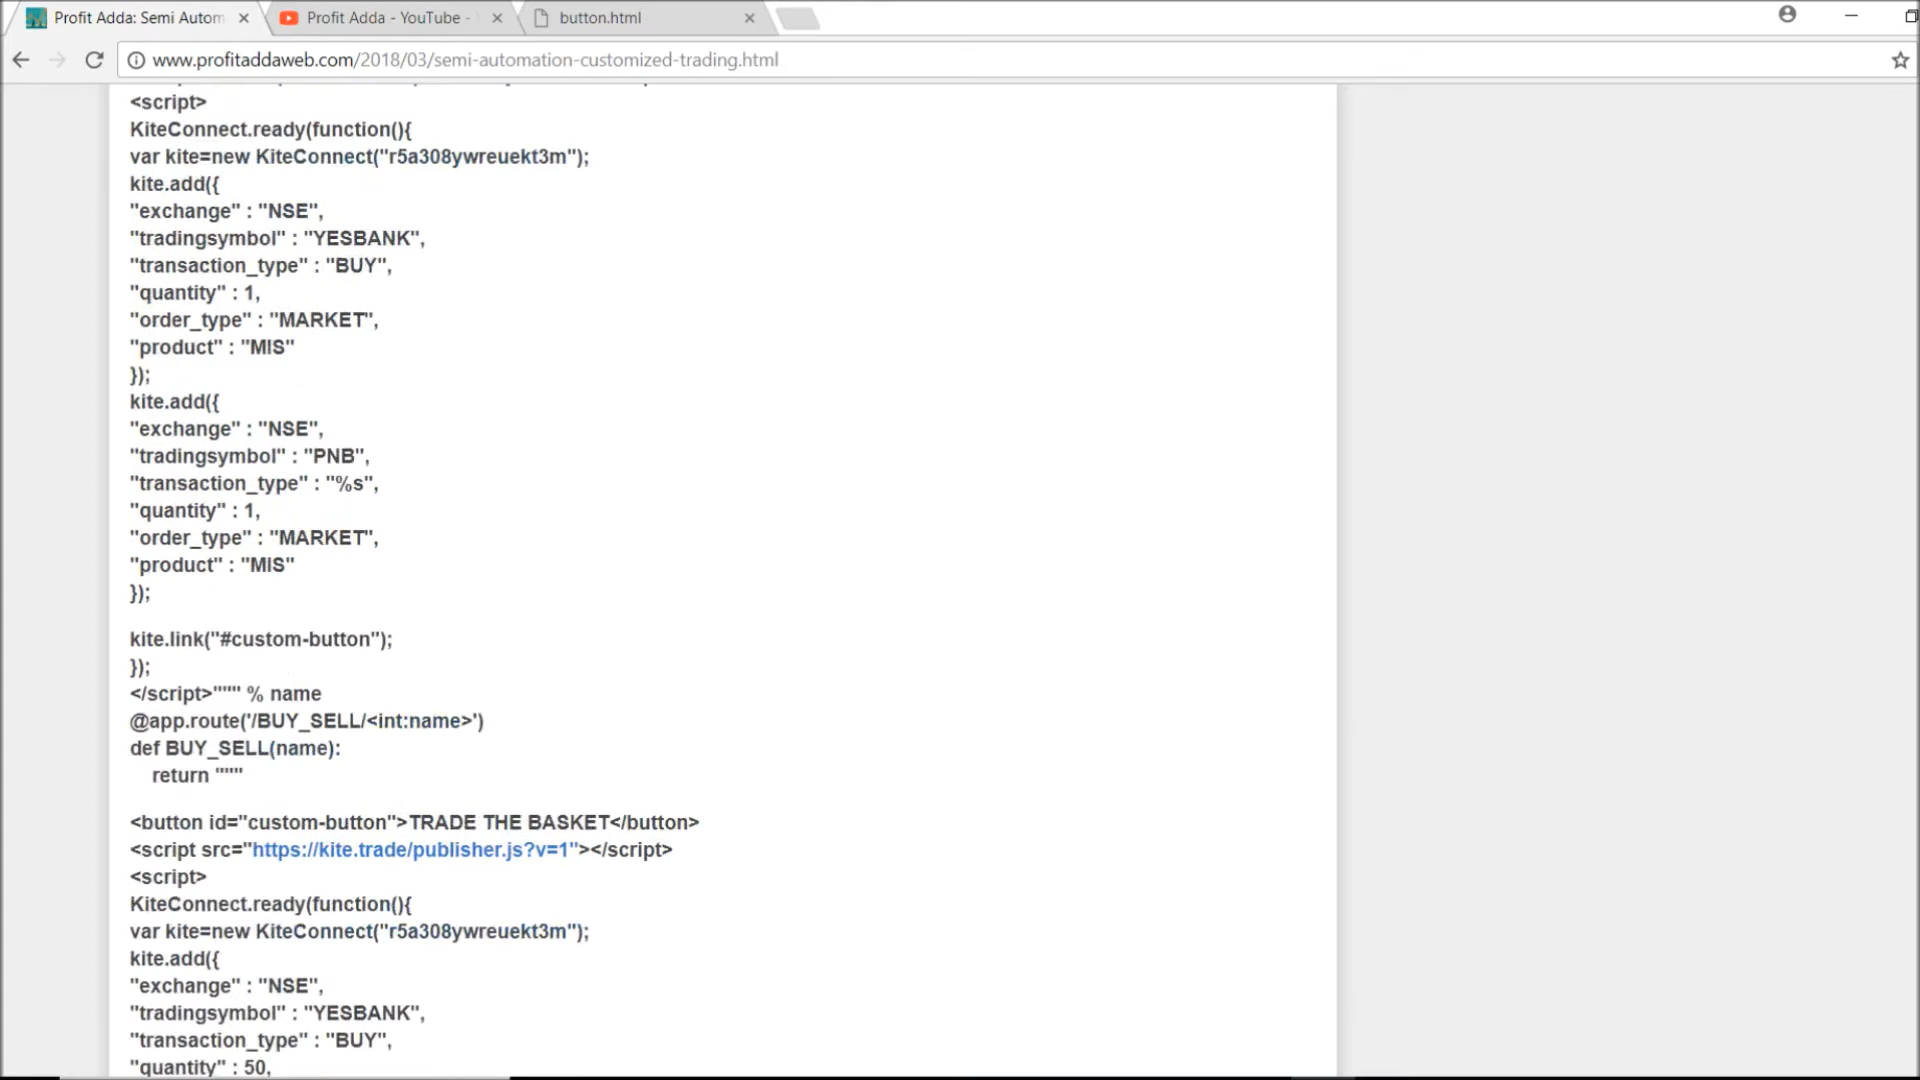 Profit Adda: Semi Autom
Profit Adda - YouTube -
button.html
www.profitaddaweb.com/2018/03/semi-automation-customized-trading.html
<script>
KiteConnect.ready(function(){
var kite=new KiteConnect("r5a308ywreuekt3m");
kite.add({
"exchange" : "NSE",
"tradingsymbol" : "YESBANK",
"transaction_type" : "BUY",
"quantity" : 1,
"order_type" : "MARKET",
"product" : "MIS"
});
kite.add({
"exchange" : "NSE",
"tradingsymbol" : "PNB",
"transaction_type" : "%s",
"quantity" : 1,
"order_type" : "MARKET",
"product" : "MIS"
});
kite.link("#custom-button");
});
</script>""" % name
@app.route('/BUY_SELL/<int:name>')
def BUY_SELL(name):
return """
<button id="custom-button">TRADE THE BASKET</button>
<script src="https://kite.trade/publisher.js?v=1"></script>
<script>
KiteConnect.ready(function(){
var kite=new KiteConnect("r5a308ywreuekt3m");
kite.add({
"exchange" : "NSE",
"tradingsymbol" : "YESBANK",
"transaction_type" : "BUY",
"quantity" : 50,